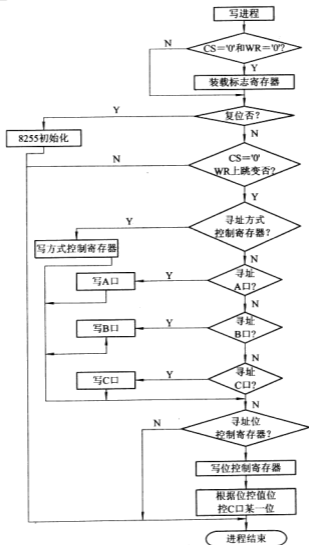 写进程
CS='0'和WR='0'?
N
Y
装载标志寄存器
复位否?
Y
N
8255初始化
CS='0'
WR上跳变否?
N
Y
寻址方式
控制寄存器?
Y
N
写方式控制寄存器
寻址
A口?
Y
写A口
N
寻址
B口?
Y
写B口
N
寻址
C口?
Y
写C口
N
寻址位
控制寄存器?
N
Y
写位控制寄存器
根据位控值位
控C口某一位
进程结束